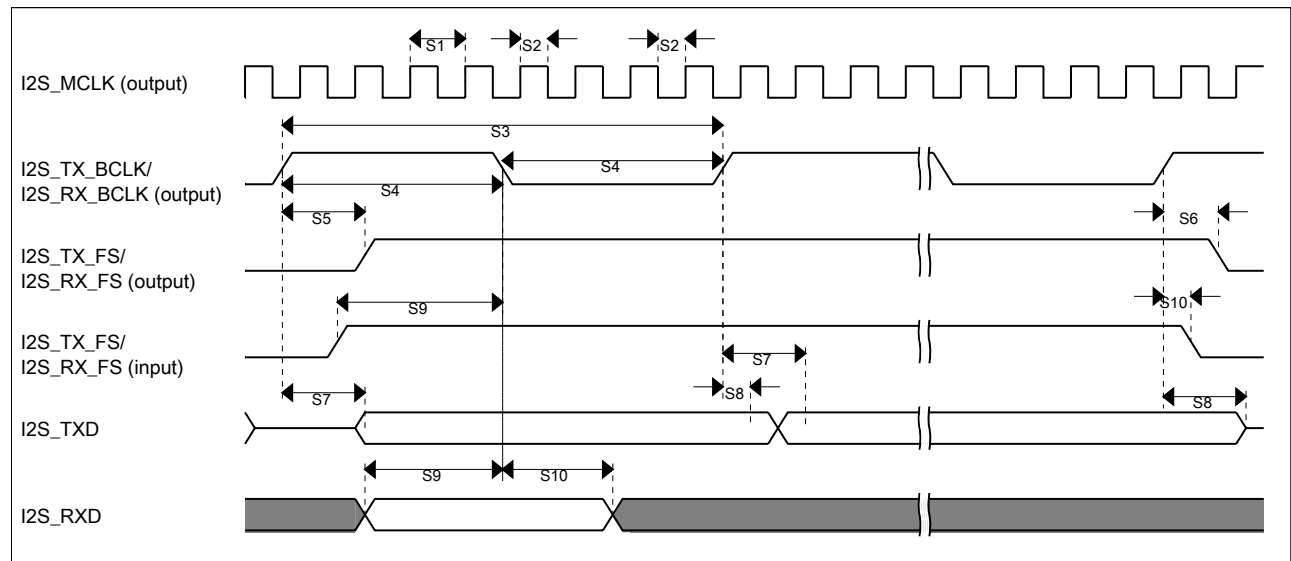 S1
S2
S2
I2S_MCLK (output)
S3
I2S_TX_BCLK/
I2S_RX_BCLK (output)
S4
S4
S5
S6
I2S_TX_FS/
I2S_RX_FS (output)
S9
S10
I2S_TX_FS/
I2S_RX_FS (input)
S7
S8
S7
S8
I2S_TXD
S9
S10
I2S_RXD